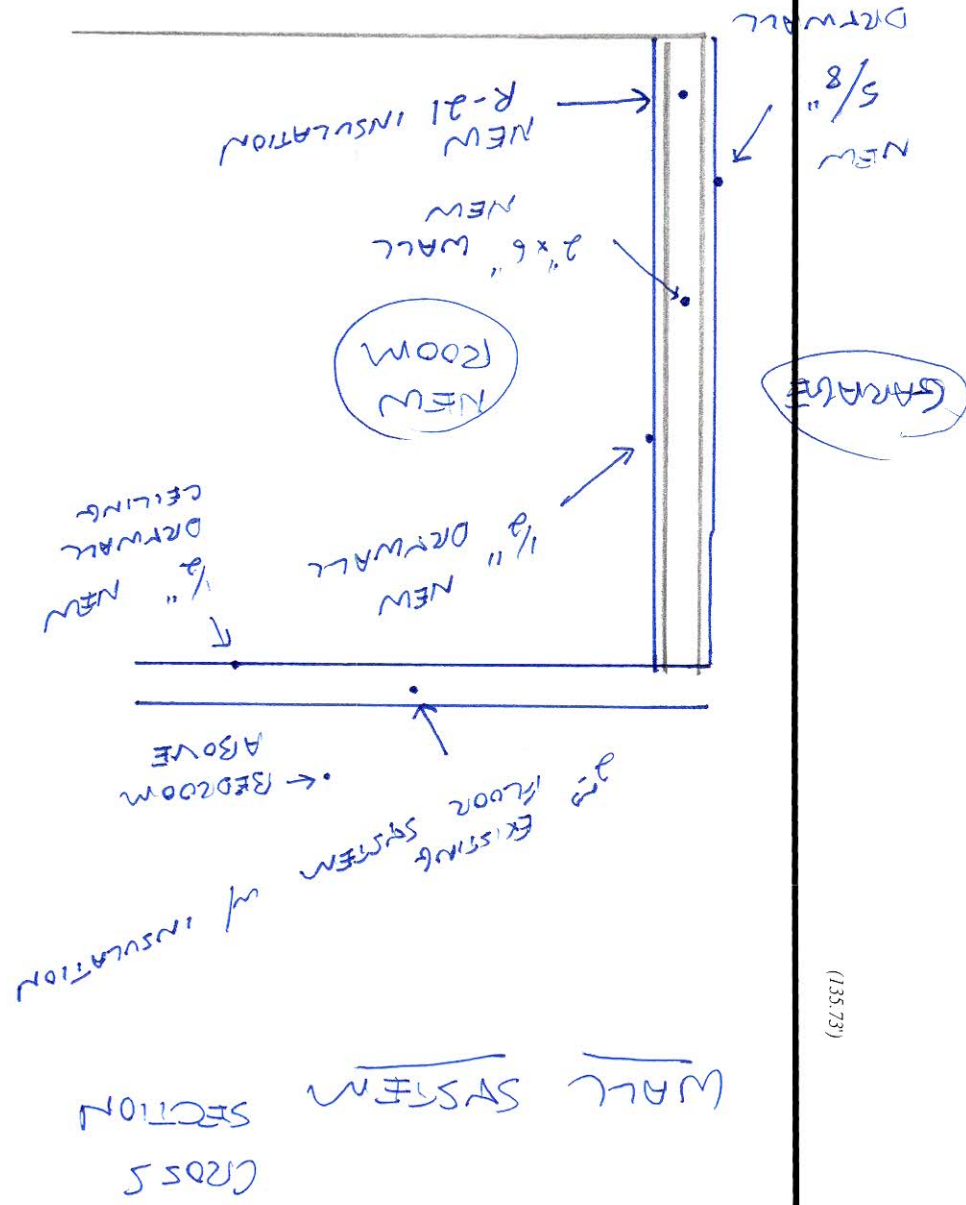 CROSS
WALL SYSTEM SECTION
(135.73')
EXISTING
2ND FLOOR SYSTEM w/ INSULATION
BEDROOM
ABOVE
NEW
1/2" DRYWALL
1/2" NEW
DRYWALL
CEILING
GARAGE
NEW
ROOM
2"x6" WALL
NEW
NEW
R-21 INSULATION
NEW
5/8"
DRYWALL